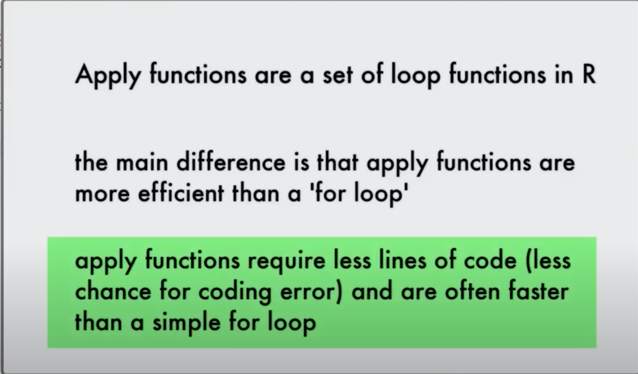 Apply functions are a set of loop functions in R
the main difference is that apply functions are
more efficient than a 'for loop'
apply functions require less lines of code (less
chance for coding error) and are often faster
than a simple for loop